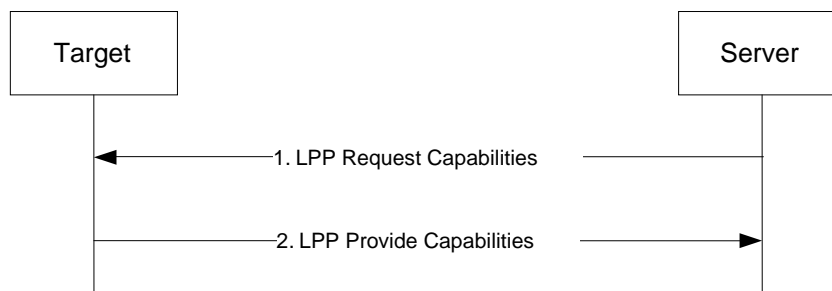 Target
Server
1. LPP Request Capabilities
2. LPP Provide Capabilities